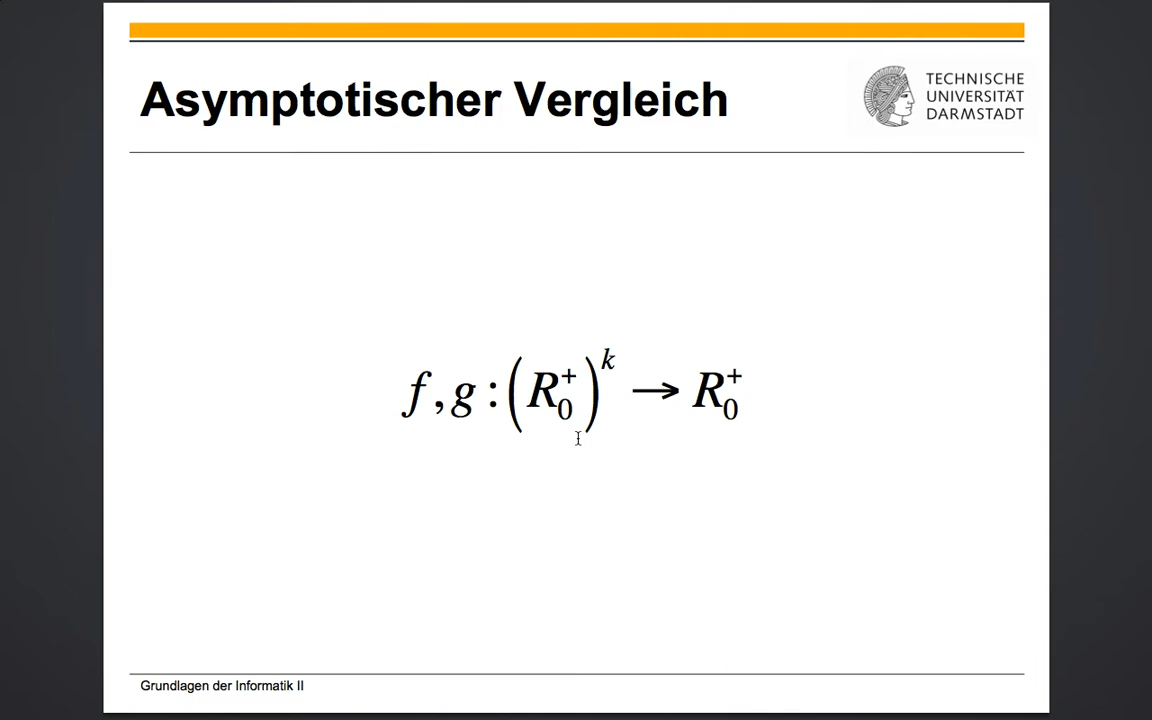 Asymptotischer Vergleich
TECHNISCHE
UNIVERSITÄT
DARMSTADT
f, g : (R₀⁺)ᵏ → R₀⁺
Grundlagen der Informatik II